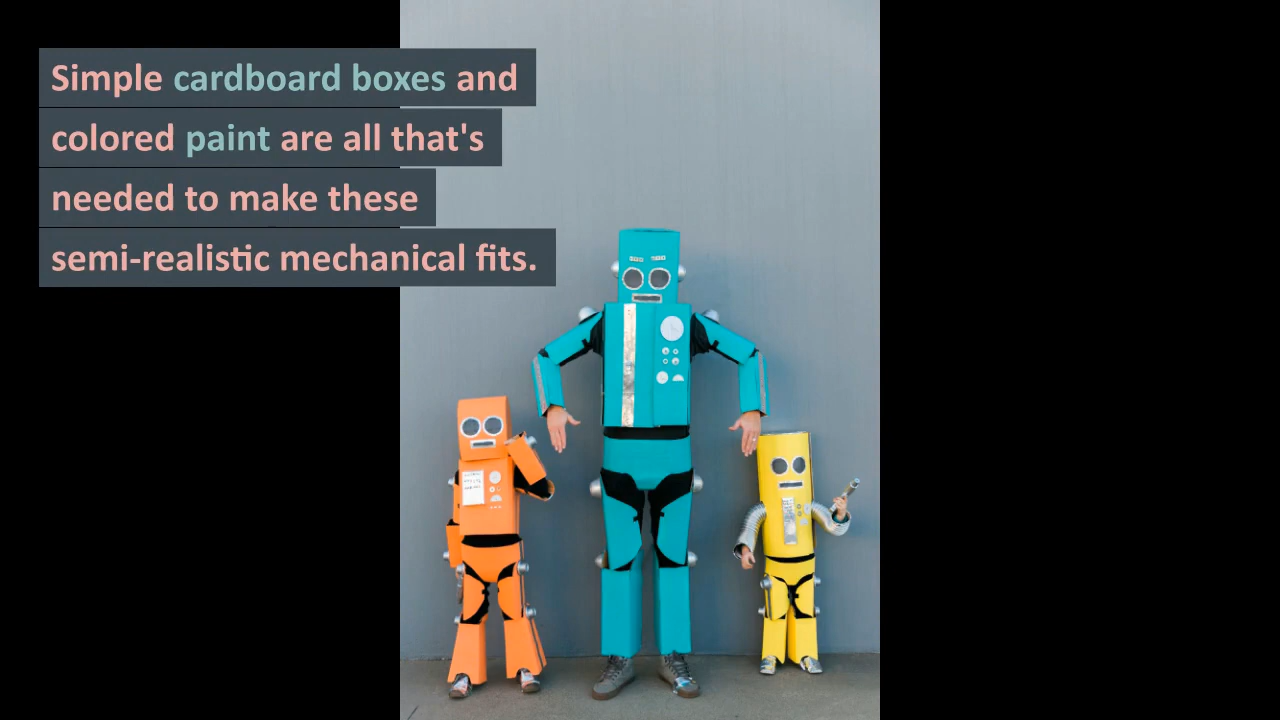 Simple cardboard boxes and
colored paint are all that's
needed to make these
semi-realistic mechanical fits.